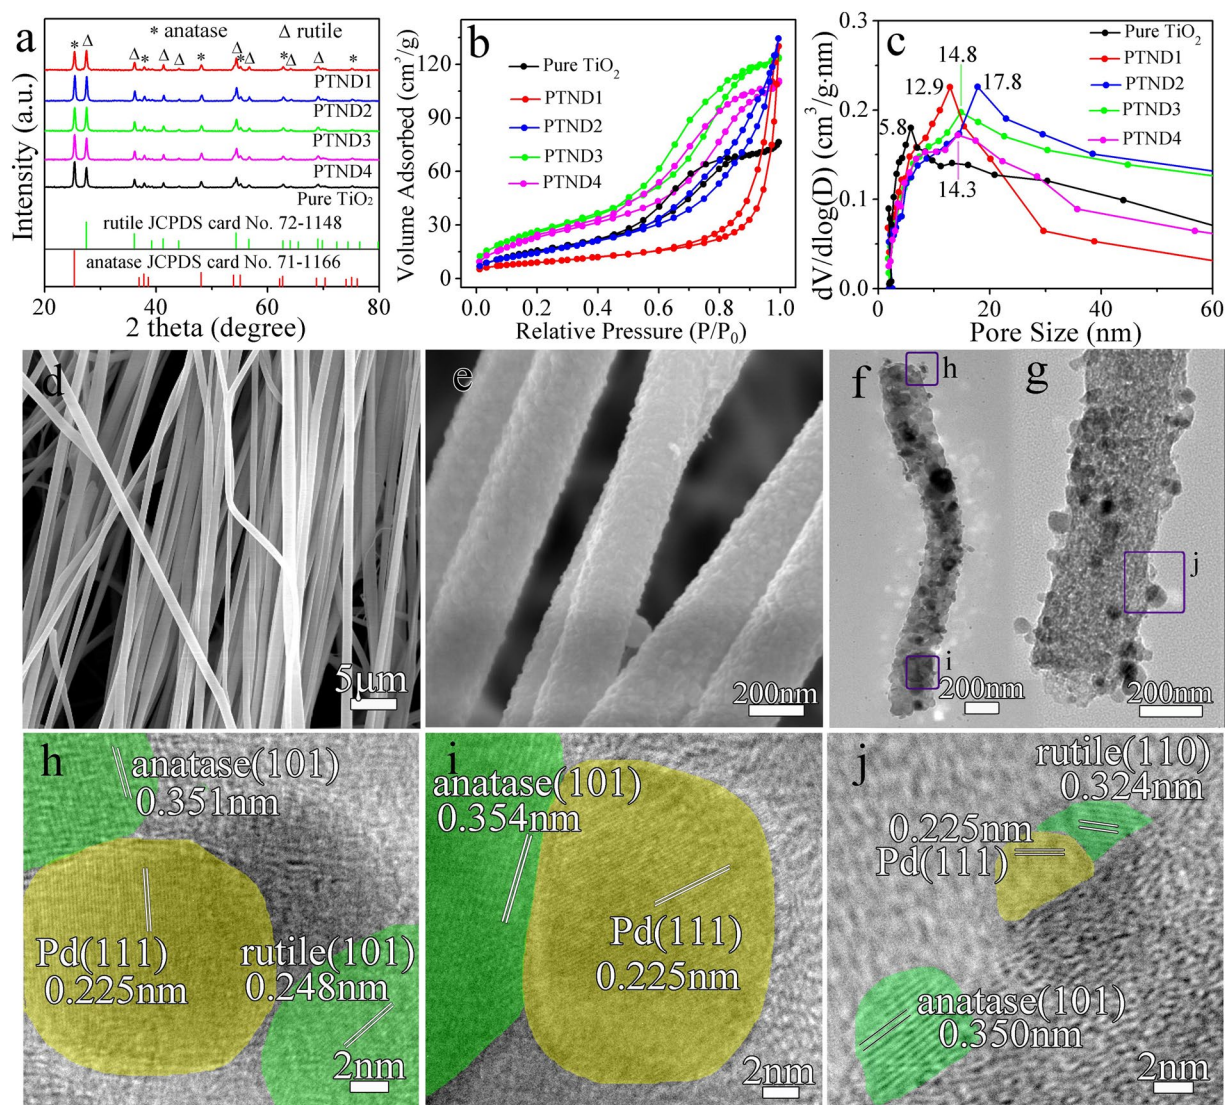 a
* anatase
Δ rutile
* Δ Δ * Δ Δ * Δ * Δ * Δ Δ *
PTND1
PTND2
PTND3
PTND4
Pure TiO₂
rutile JCPDS card No. 72-1148
anatase JCPDS card No. 71-1166
20 40 60 80
2 theta (degree)
Intensity (a.u.)
b
Pure TiO₂
PTND1
PTND2
PTND3
PTND4
120
90
60
30
0
0.0 0.2 0.4 0.6 0.8 1.0
Relative Pressure (P/P₀)
Volume Adsorbed (cm³/g)
c
Pure TiO₂
PTND1
PTND2
PTND3
PTND4
14.8
12.9
17.8
5.8
14.3
0.3
0.2
0.1
0.0
0 20 40 60
Pore Size (nm)
dV/dlog(D) (cm³/g·nm)
d
5μm
e
200nm
f
h
i
200nm
g
j
200nm
h
anatase(101)
0.351nm
Pd(111)
0.225nm
rutile(101)
0.248nm
2nm
i
anatase(101)
0.354nm
Pd(111)
0.225nm
2nm
j
rutile(110)
0.324nm
0.225nm
Pd(111)
anatase(101)
0.350nm
2nm